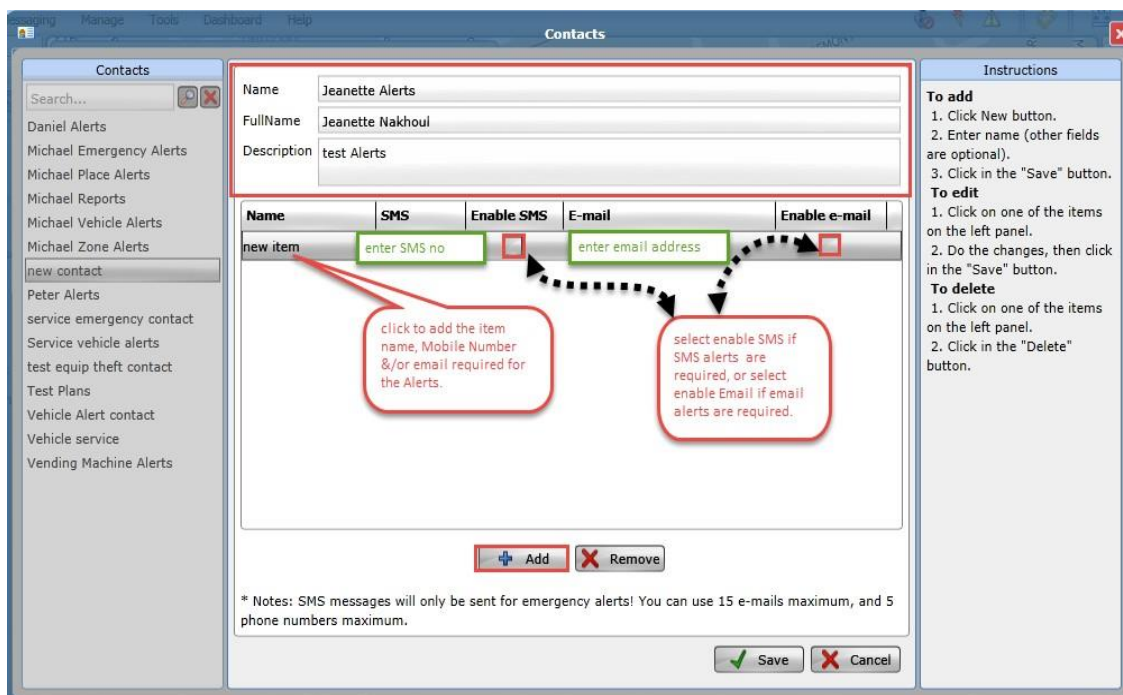 Manage Tools Dashboard Help
Contacts
Contacts
Search...
Daniel Alerts
Michael Emergency Alerts
Michael Place Alerts
Michael Reports
Michael Vehicle Alerts
Michael Zone Alerts
new contact
Peter Alerts
service emergency contact
Service vehicle alerts
test equip theft contact
Test Plans
Vehicle Alert contact
Vehicle service
Vending Machine Alerts
Name Jeanette Alerts
FullName Jeanette Nakhoul
Description test Alerts
Name SMS Enable SMS E-mail Enable e-mail
new item enter SMS no enter email address
click to add the item
name, Mobile Number
&/or email required for
the Alerts.
select enable SMS if
SMS alerts are
required, or select
enable Email if email
alerts are required.
Add Remove
* Notes: SMS messages will only be sent for emergency alerts! You can use 15 e-mails maximum, and 5
phone numbers maximum.
Save Cancel
Instructions
To add
1. Click New button.
2. Enter name (other fields
are optional).
3. Click in the "Save" button.
To edit
1. Click on one of the items
on the left panel.
2. Do the changes, then click
in the "Save" button.
To delete
1. Click on one of the items
on the left panel.
2. Click in the "Delete"
button.